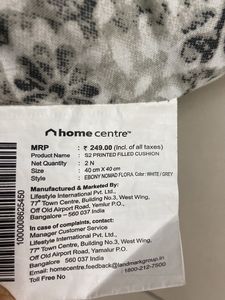 home centre™
MRP : ₹ 249.00 (Incl. of all taxes)
Product Name : S2 PRINTED FILLED CUSHION
Net Quantity : 2 N
Size : 40 cm X 40 cm
STYLE : EBONY NOMAD FLORA, Color: WHITE / GREY
Manufactured & Marketed By:
Lifestyle International Pvt. Ltd.,
77° Town Centre, Building No.3, West Wing,
Off Old Airport Road, Yamlur P.O.,
Bangalore - 560 037 India
In case of complaints, contact:
Manager Customer Service
Lifestyle International Pvt. Ltd.,
77° Town Centre, Building No.3, West Wing,
Off Old Airport Road, Yamalur P.O.,
Bangalore 560 037 India
Email: homecentre.feedback@landmarkgroup.in
Toll Free No : 1800-212-7500
1000008625450